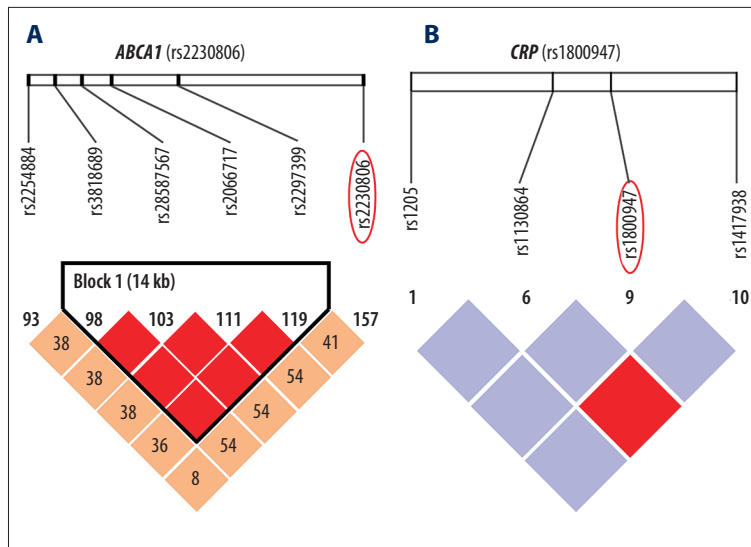 A
ABCA1 (rs2230806)
rs2254884
rs3818689
rs28587567
rs2066717
rs2297399
rs2230806
Block 1 (14 kb)
93 98 103 111 119 157
38 41
38 54
38 54
36 54
8
B
CRP (rs1800947)
rs1205
rs1130864
rs1800947
rs1417938
1 6 9 10